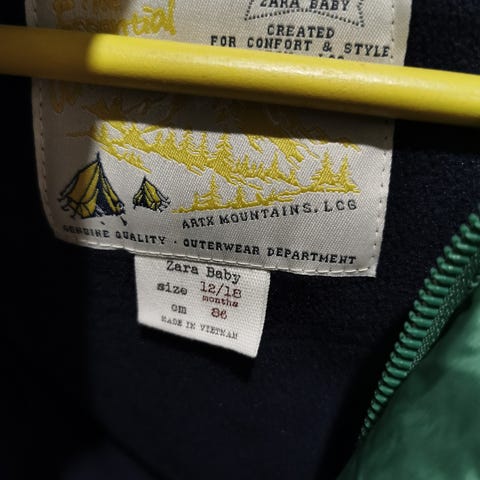 Essential
ZARA BABY
CREATED
FOR CONFORT & STYLE
ARTX MOUNTAINS, LCG
GENUINE QUALITY · OUTERWEAR DEPARTMENT
Zara Baby
size 12/18
months
cm 86
MADE IN VIETNAM